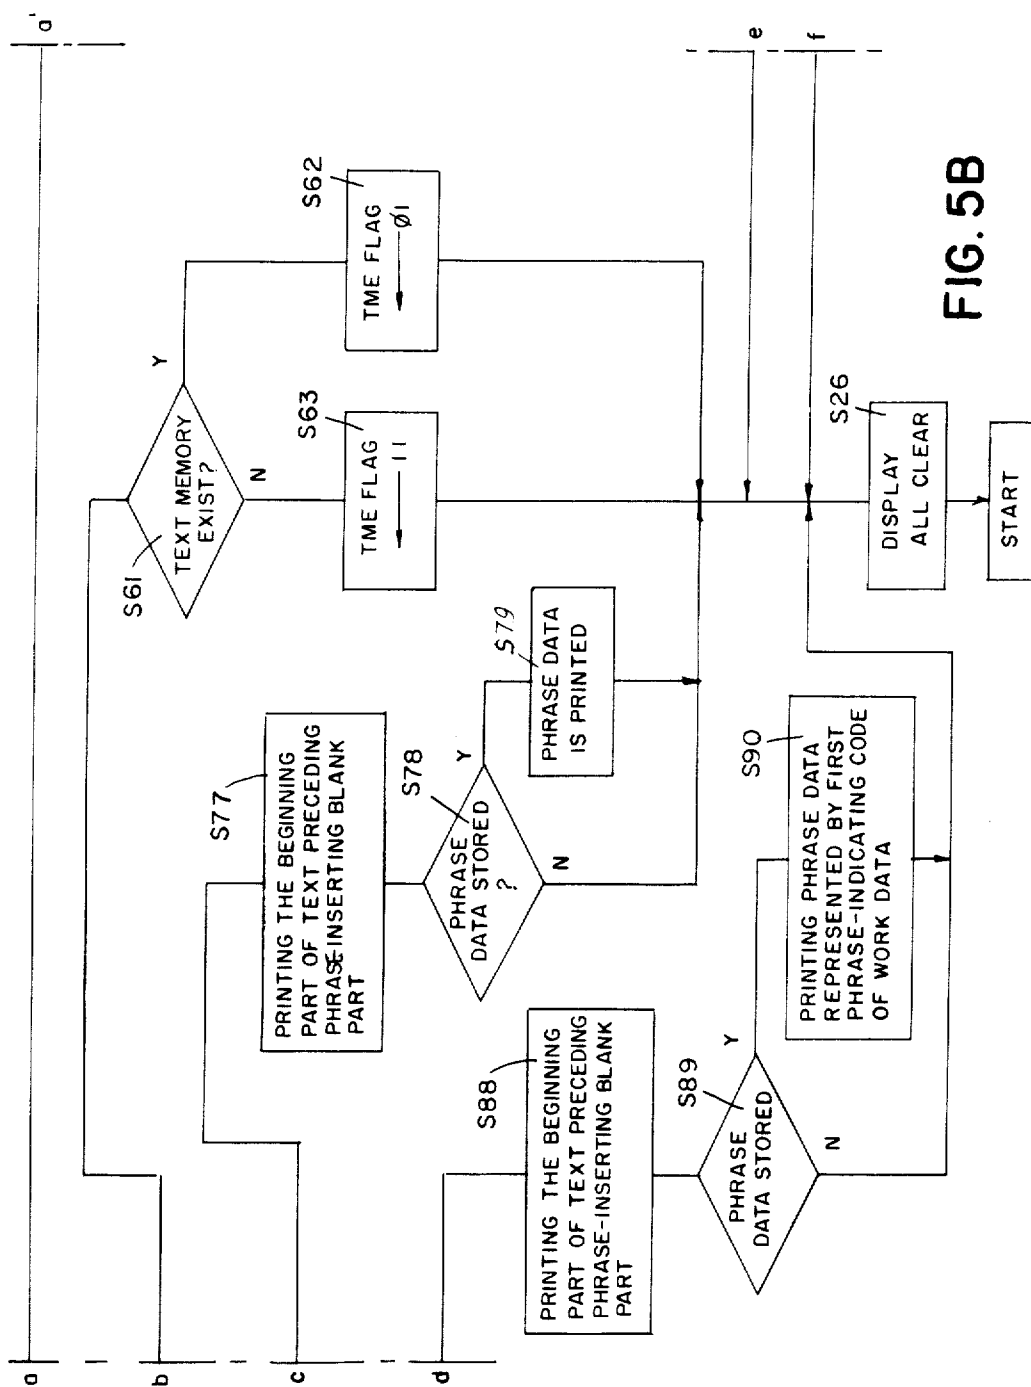 a
a'
b
S61
TEXT MEMORY
EXIST?
Y
N
S62
TME FLAG
← Ø1
S63
TME FLAG
← 11
c
S77
PRINTING THE BEGINNING
PART OF TEXT PRECEDING
PHRASE-INSERTING BLANK
PART
S78
PHRASE
DATA STORED
?
Y
N
S79
PHRASE DATA
IS PRINTED
d
S88
PRINTING THE BEGINNING
PART OF TEXT PRECEDING
PHRASE-INSERTING BLANK
PART
S89
PHRASE
DATA STORED
Y
N
S90
PRINTING PHRASE DATA
REPRESENTED BY FIRST
PHRASE-INDICATING CODE
OF WORK DATA
e
f
S26
DISPLAY
ALL CLEAR
START
FIG. 5B